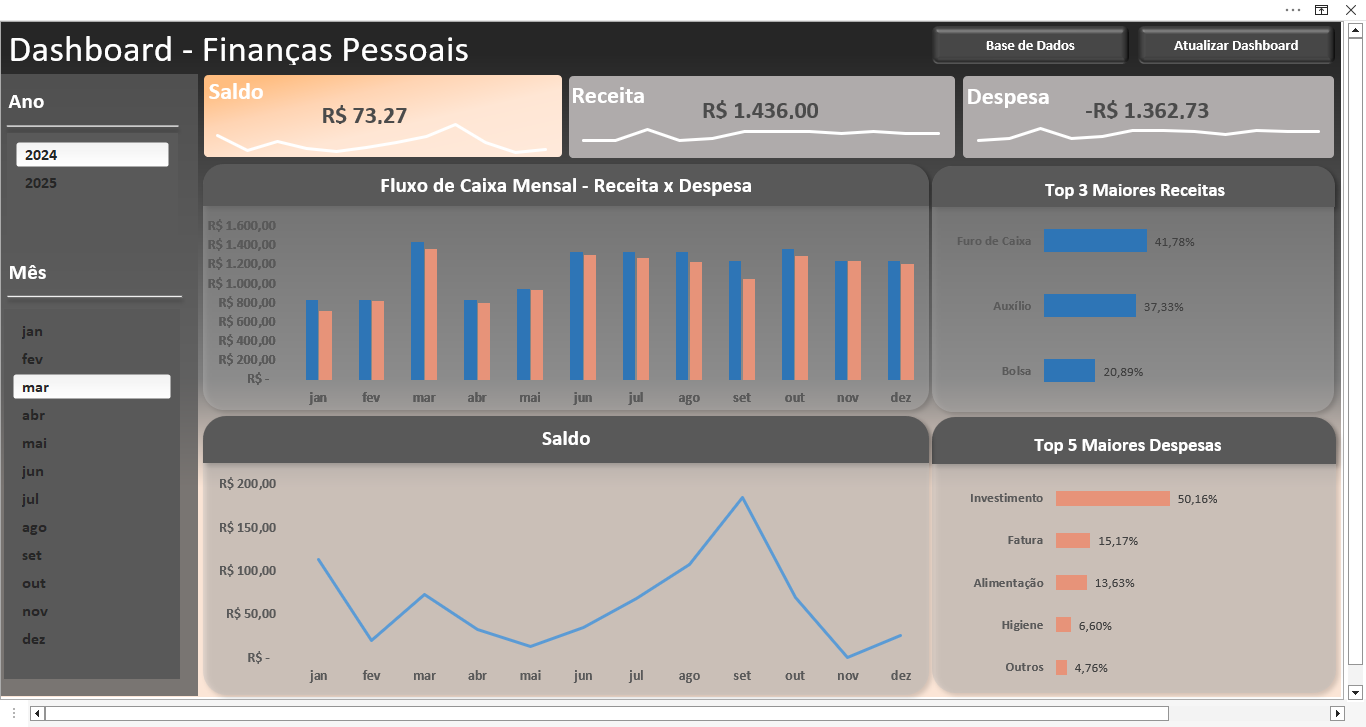 Dashboard - Finanças Pessoais
Base de Dados
Atualizar Dashboard
Ano
2024
2025
Mês
jan
fev
mar
abr
mai
jun
jul
ago
set
out
nov
dez
Saldo
R$ 73,27
Receita
R$ 1.436,00
Despesa
-R$ 1.362,73
Fluxo de Caixa Mensal - Receita x Despesa
R$ 1.600,00
R$ 1.400,00
R$ 1.200,00
R$ 1.000,00
R$ 800,00
R$ 600,00
R$ 400,00
R$ 200,00
R$ -
jan fev mar abr mai jun jul ago set out nov dez
Top 3 Maiores Receitas
Furo de Caixa 41,78%
Auxílio 37,33%
Bolsa 20,89%
Saldo
R$ 200,00
R$ 150,00
R$ 100,00
R$ 50,00
R$ -
jan fev mar abr mai jun jul ago set out nov dez
Top 5 Maiores Despesas
Investimento 50,16%
Fatura 15,17%
Alimentação 13,63%
Higiene 6,60%
Outros 4,76%